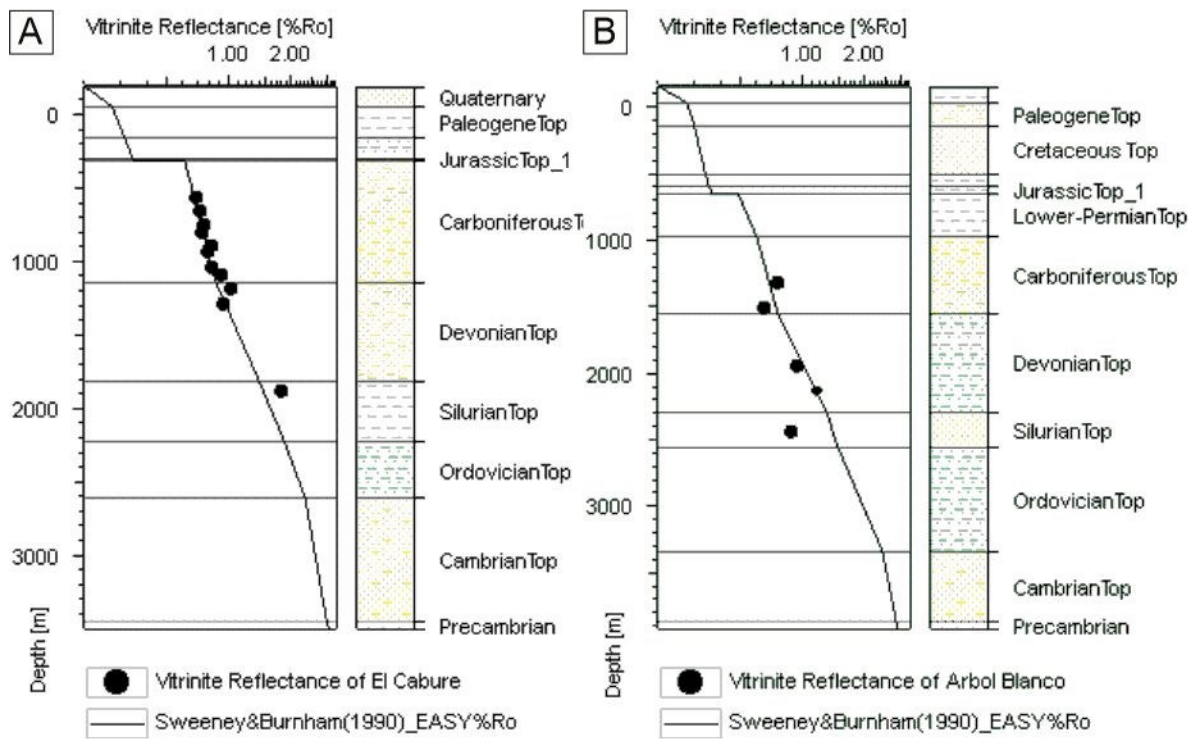 A
Vitrinite Reflectance [%Ro]
1.00 2.00
0
1000
2000
3000
Depth [m]
Quaternary
PaleogeneTop
JurassicTop_1
CarboniferousT
DevonianTop
SilurianTop
OrdovicianTop
CambrianTop
Precambrian
Vitrinite Reflectance of El Cabure
Sweeney&Burnham(1990)_EASY%Ro
B
Vitrinite Reflectance [%Ro]
1.00 2.00
0
1000
2000
3000
Depth [m]
PaleogeneTop
Cretaceous Top
JurassicTop_1
Lower-PermianTop
CarboniferousTop
DevonianTop
SilurianTop
OrdovicianTop
CambrianTop
Precambrian
Vitrinite Reflectance of Arbol Blanco
Sweeney&Burnham(1990)_EASY%Ro